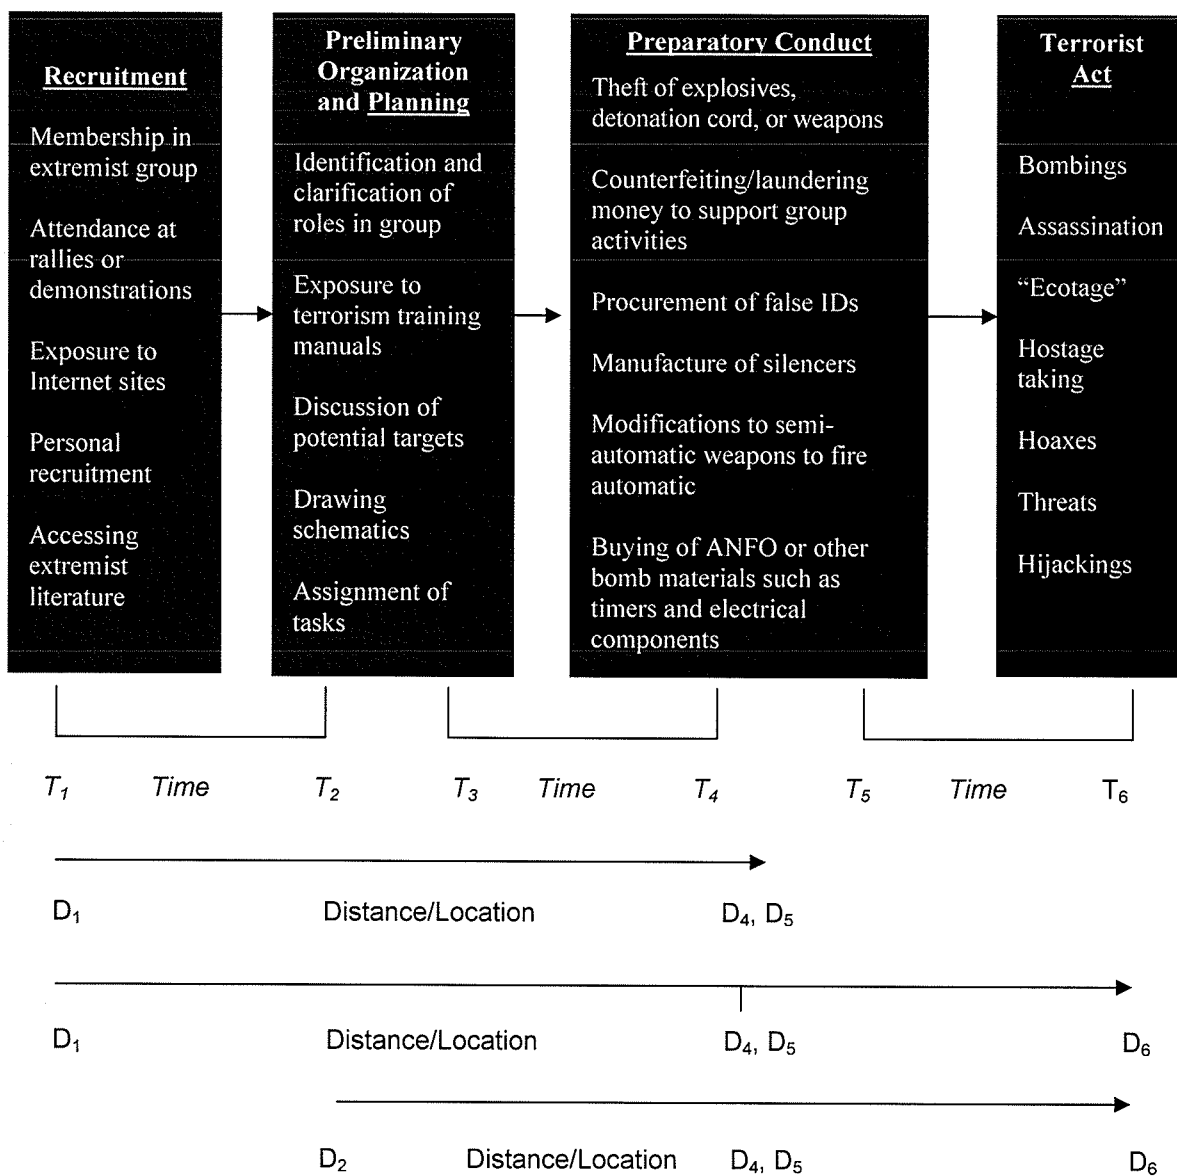 Recruitment
Membership in
extremist group
Attendance at
rallies or
demonstrations
Exposure to
Internet sites
Personal
recruitment
Accessing
extremist
literature
Preliminary
Organization
and Planning
Identification and
clarification of
roles in group
Exposure to
terrorism training
manuals
Discussion of
potential targets
Drawing
schematics
Assignment of
tasks
Preparatory Conduct
Theft of explosives,
detonation cord, or weapons
Counterfeiting/laundering
money to support group
activities
Procurement of false IDs
Manufacture of silencers
Modifications to semi-
automatic weapons to fire
automatic
Buying of ANFO or other
bomb materials such as
timers and electrical
components
Terrorist
Act
Bombings
Assassination
“Ecotage”
Hostage
taking
Hoaxes
Threats
Hijackings
T₁ Time T₂ T₃ Time T₄ T₅ Time T₆
D₁ Distance/Location D₄, D₅
D₁ Distance/Location D₄, D₅ D₆
D₂ Distance/Location D₄, D₅ D₆